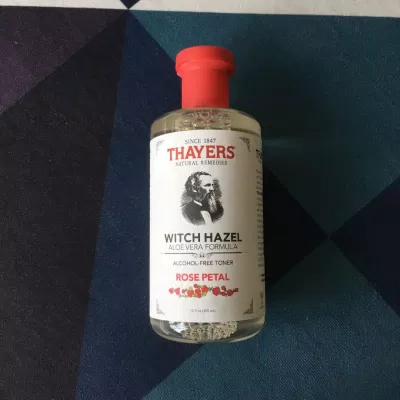 SINCE 1847
THAYERS
NATURAL REMEDIES
WITCH HAZEL
ALOE VERA FORMULA
ALCOHOL-FREE TONER
ROSE PETAL